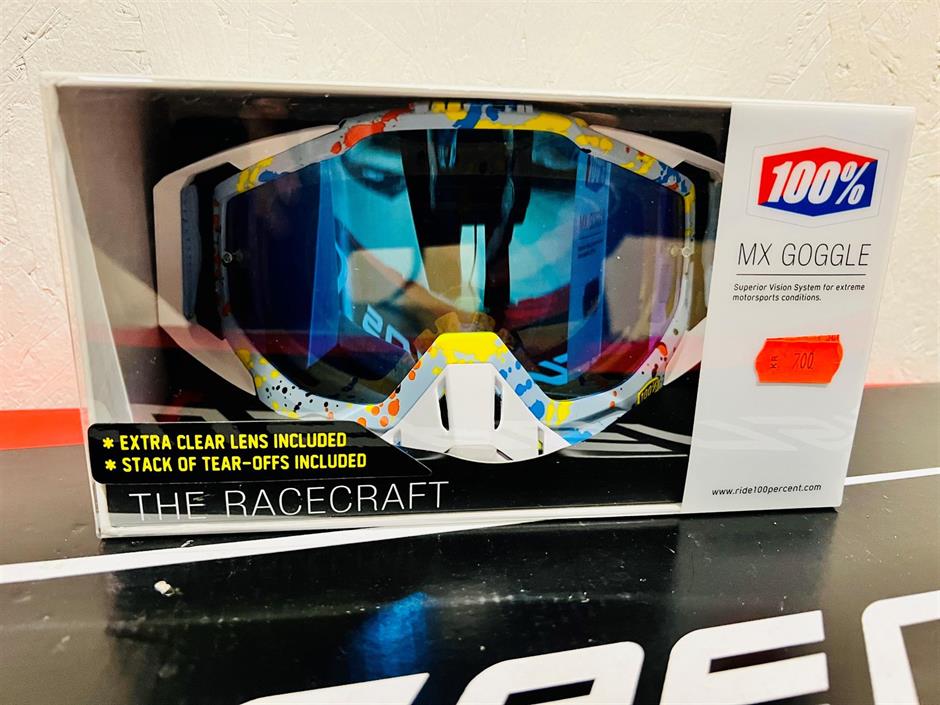 100%
MX GOGGLE
Superior Vision System for extreme
motorsports conditions.
KR 700
* EXTRA CLEAR LENS INCLUDED
* STACK OF TEAR-OFFS INCLUDED
THE RACECRAFT
www.ride100percent.com
100%